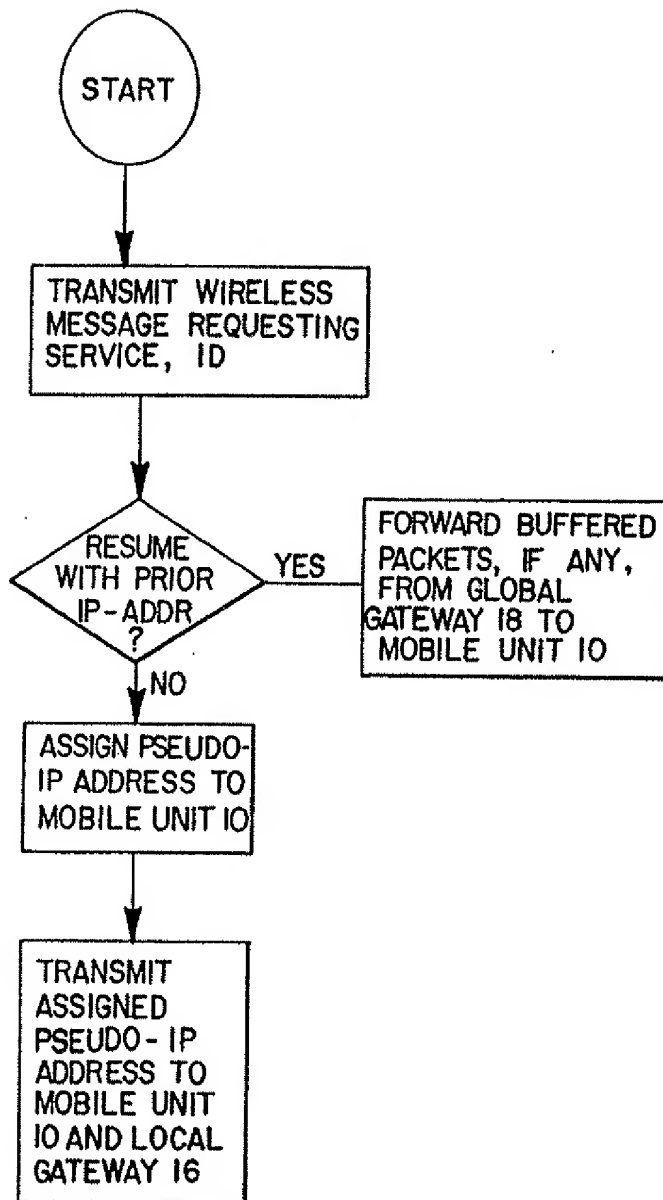 START
TRANSMIT WIRELESS
MESSAGE REQUESTING
SERVICE, ID
RESUME
WITH PRIOR
IP-ADDR
?
YES
FORWARD BUFFERED
PACKETS, IF ANY,
FROM GLOBAL
GATEWAY 18 TO
MOBILE UNIT 10
NO
ASSIGN PSEUDO-
IP ADDRESS TO
MOBILE UNIT 10
TRANSMIT
ASSIGNED
PSEUDO-IP
ADDRESS TO
MOBILE UNIT
10 AND LOCAL
GATEWAY 16